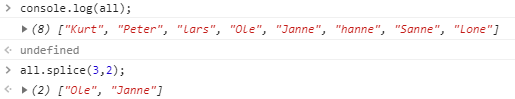 > console.log(all);
▶ (8) ["Kurt", "Peter", "lars", "Ole", "Janne", "hanne", "Sanne", "Lone"]
undefined
> all.splice(3,2);
▶ (2) ["Ole", "Janne"]